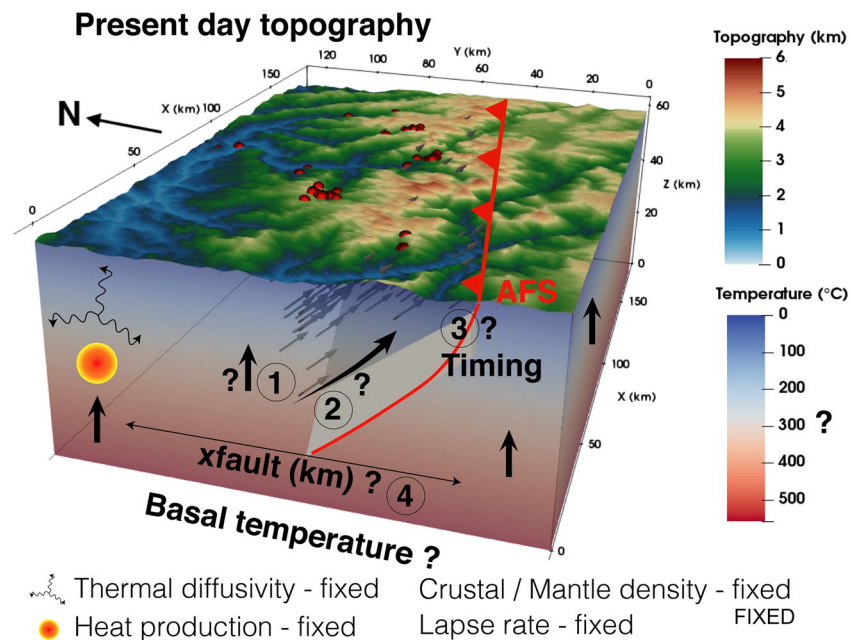 Present day topography
Topography (km)
Y (km)
120
100
80
60
40
20
0
150
X (km)
100
50
0
N
60
40
Z (km)
20
0
6
5
4
3
2
1
0
AFS
150
100
X (km)
50
0
Temperature (°C)
0
100
200
300 ?
400
500
3 ?
Timing
? 1
?
2
xfault (km) ? 4
Basal temperature ?
Thermal diffusivity - fixed
Crustal / Mantle density - fixed
FIXED
Heat production - fixed
Lapse rate - fixed